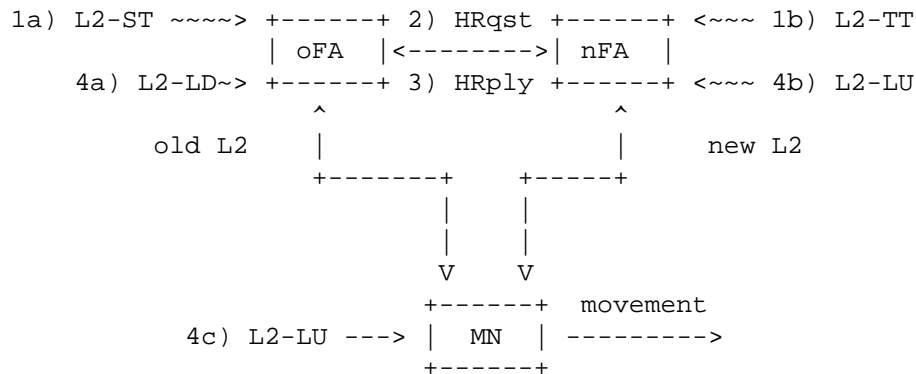 1a) L2-ST ~~~~> +------+ 2) HRqst +------+ <~~~ 1b) L2-TT
| oFA |<-------->| nFA |
4a) L2-LD~> +------+ 3) HRply +------+ <~~~ 4b) L2-LU
^ ^
old L2 | | new L2
+-------+ +-----+
| |
| |
V V
+------+ movement
4c) L2-LU ---> | MN | --------->
+------+